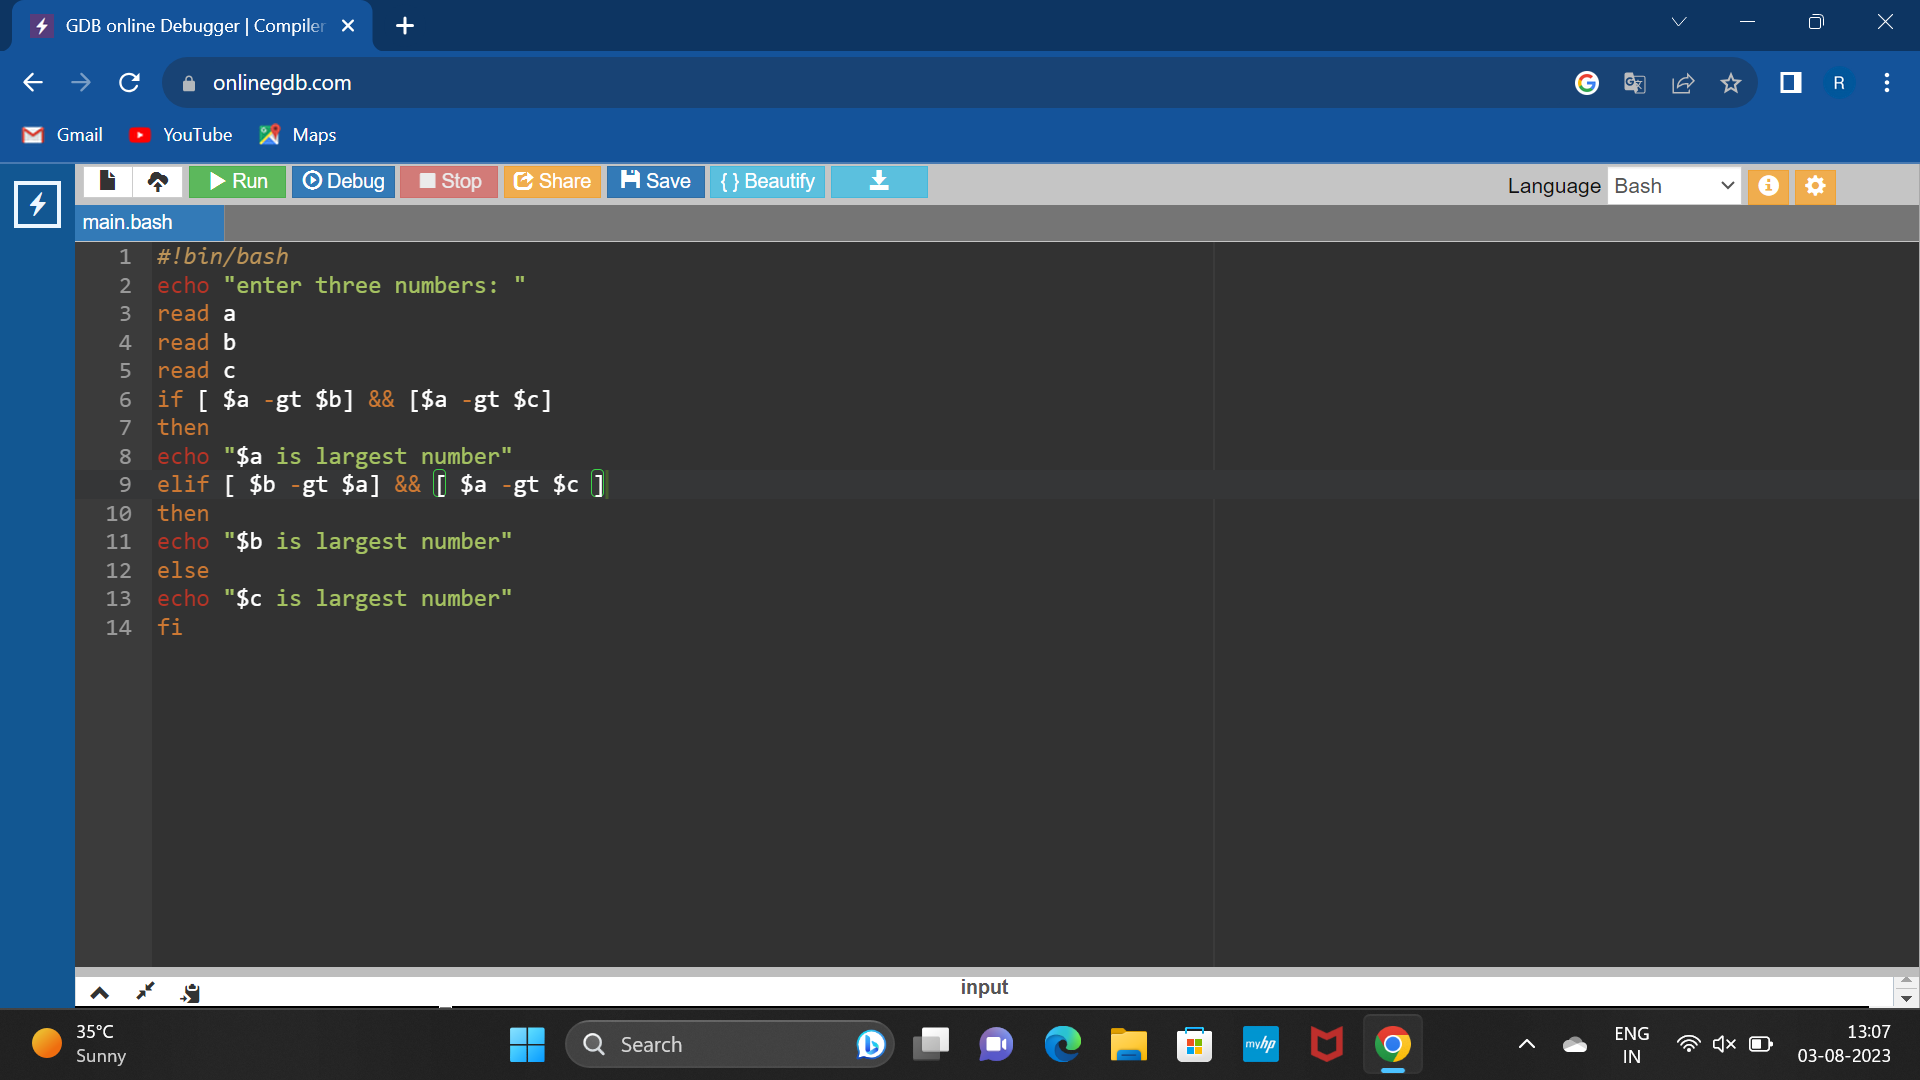 GDB online Debugger | Compiler
onlinegdb.com
R
Gmail YouTube Maps
Run Debug Stop Share Save { } Beautify Language Bash
main.bash
1 #!bin/bash
2 echo "enter three numbers: "
3 read a
4 read b
5 read c
6 if [ $a -gt $b] && [$a -gt $c]
7 then
8 echo "$a is largest number"
9 elif [ $b -gt $a] && [ $a -gt $c ]
10 then
11 echo "$b is largest number"
12 else
13 echo "$c is largest number"
14 fi
input
35°C
Sunny
Search
myhp
ENG
IN
13:07
03-08-2023